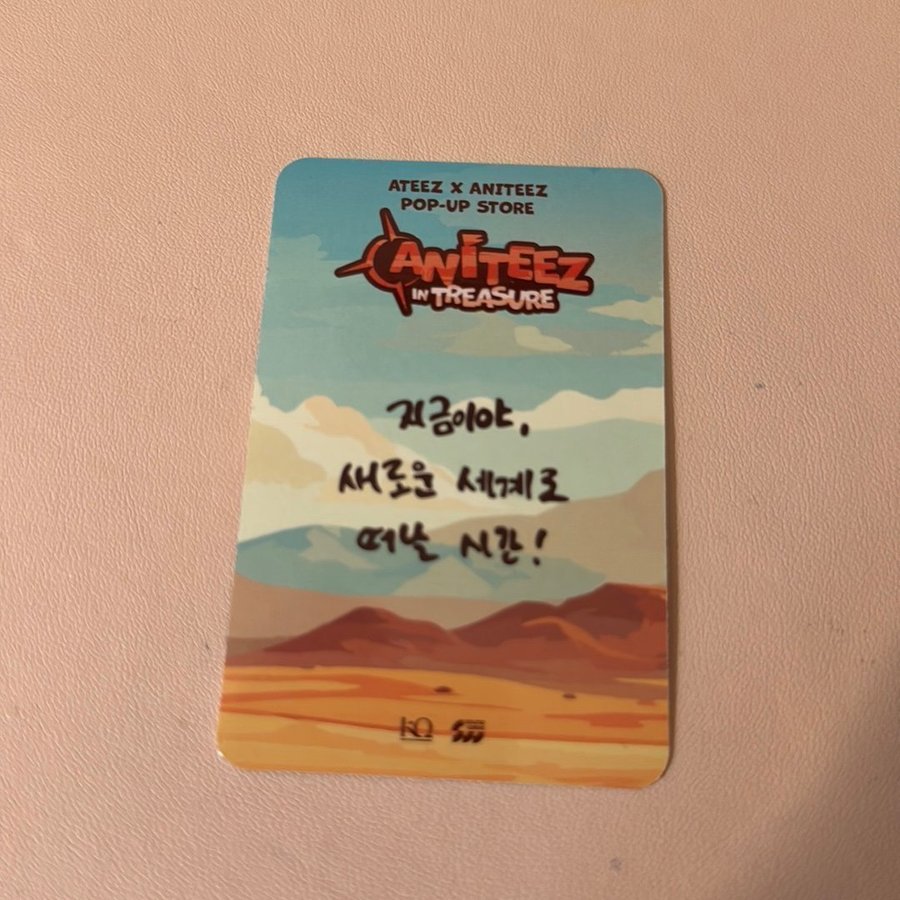 ATEEZ X ANITEEZ
POP-UP STORE
ANITEEZ
IN TREASURE
지금이야,
새로운 세계로
떠날 시간!
KQ